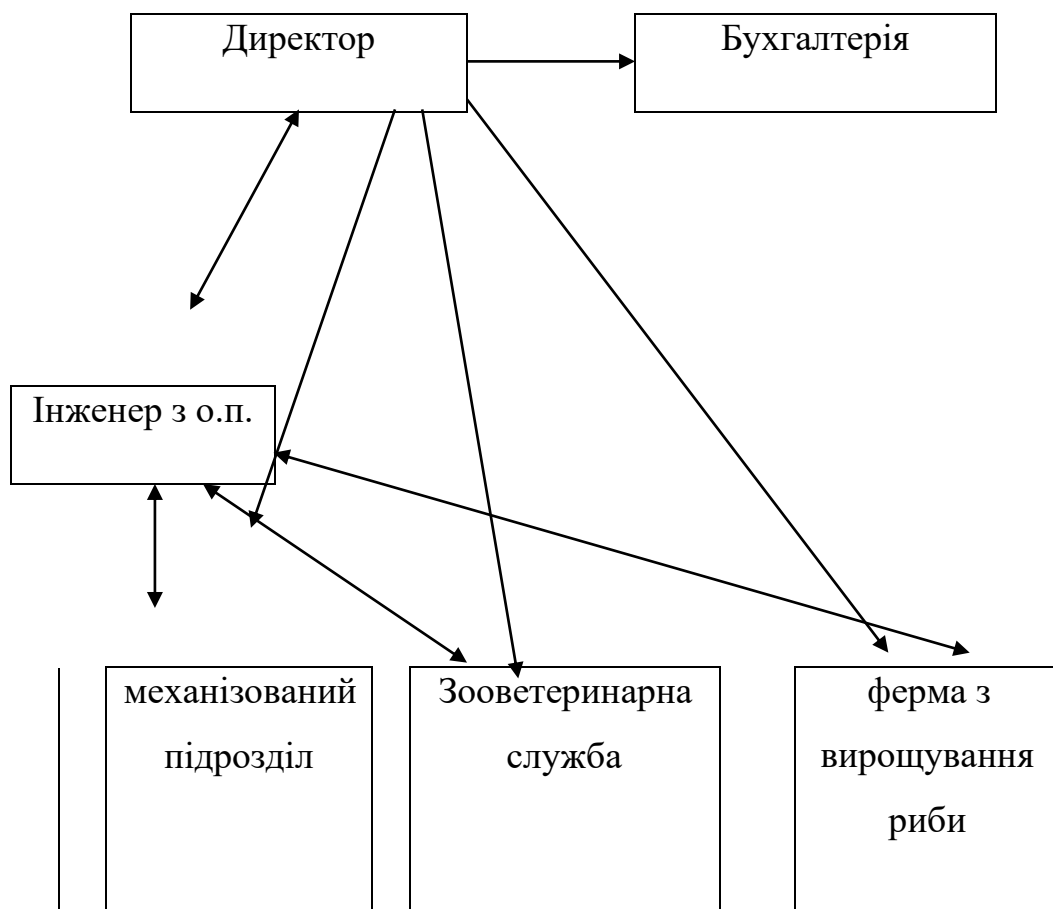 Директор
Бухгалтерія
Інженер з о.п.
механізований
підрозділ
Зооветеринарна
служба
ферма з
вирощування
риби